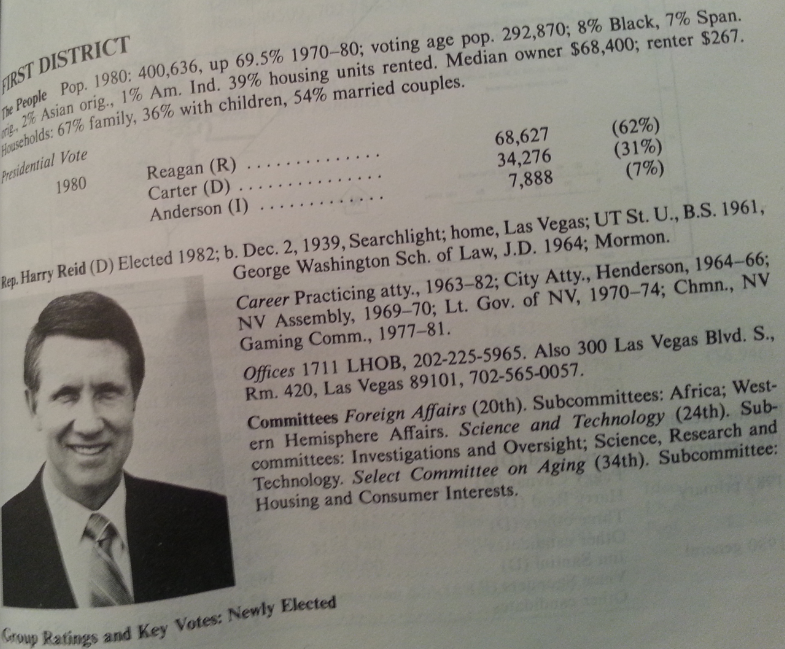 FIRST DISTRICT
The People Pop. 1980: 400,636, up 69.5% 1970–80; voting age pop. 292,870; 8% Black, 7% Span.
orig., 2% Asian orig., 1% Am. Ind. 39% housing units rented. Median owner $68,400; renter $267.
Households: 67% family, 36% with children, 54% married couples.
Presidential Vote
1980 Reagan (R) .............. 68,627 (62%)
Carter (D) ............... 34,276 (31%)
Anderson (I) ............. 7,888 (7%)
Rep. Harry Reid (D) Elected 1982; b. Dec. 2, 1939, Searchlight; home, Las Vegas; UT St. U., B.S. 1961,
George Washington Sch. of Law, J.D. 1964; Mormon.
Career Practicing atty., 1963–82; City Atty., Henderson, 1964–66;
NV Assembly, 1969–70; Lt. Gov. of NV, 1970–74; Chmn., NV
Gaming Comm., 1977–81.
Offices 1711 LHOB, 202-225-5965. Also 300 Las Vegas Blvd. S.,
Rm. 420, Las Vegas 89101, 702-565-0057.
Committees Foreign Affairs (20th). Subcommittees: Africa; West-
ern Hemisphere Affairs. Science and Technology (24th). Sub-
committees: Investigations and Oversight; Science, Research and
Technology. Select Committee on Aging (34th). Subcommittee:
Housing and Consumer Interests.
Group Ratings and Key Votes: Newly Elected